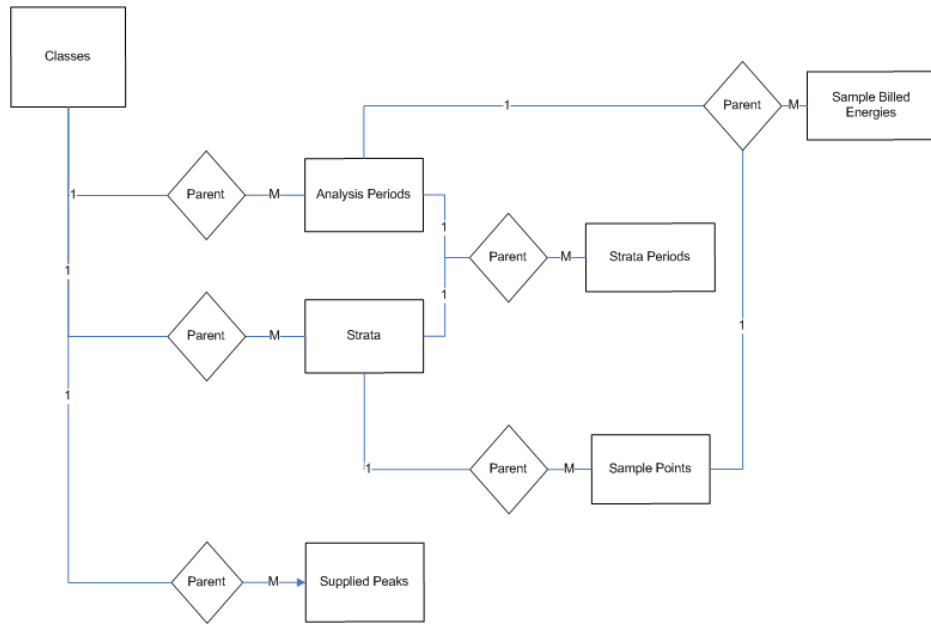 Classes
1
Parent
M
Sample Billed
Energies
1
Parent
M
Analysis Periods
1
1
Parent
M
Strata Periods
1
1
Parent
M
Strata
1
1
1
Parent
M
Sample Points
Parent
M
Supplied Peaks